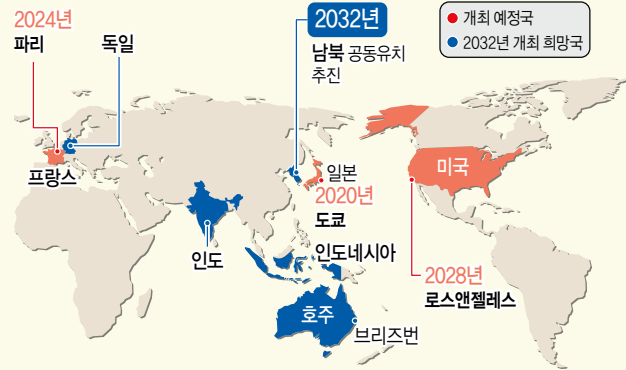 2024년
파리
독일
2032년
남북 공동유치
추진
개최 예정국
2032년 개최 희망국
프랑스
일본
2020년
도쿄
미국
인도
인도네시아
2028년
로스앤젤레스
호주
브리즈번